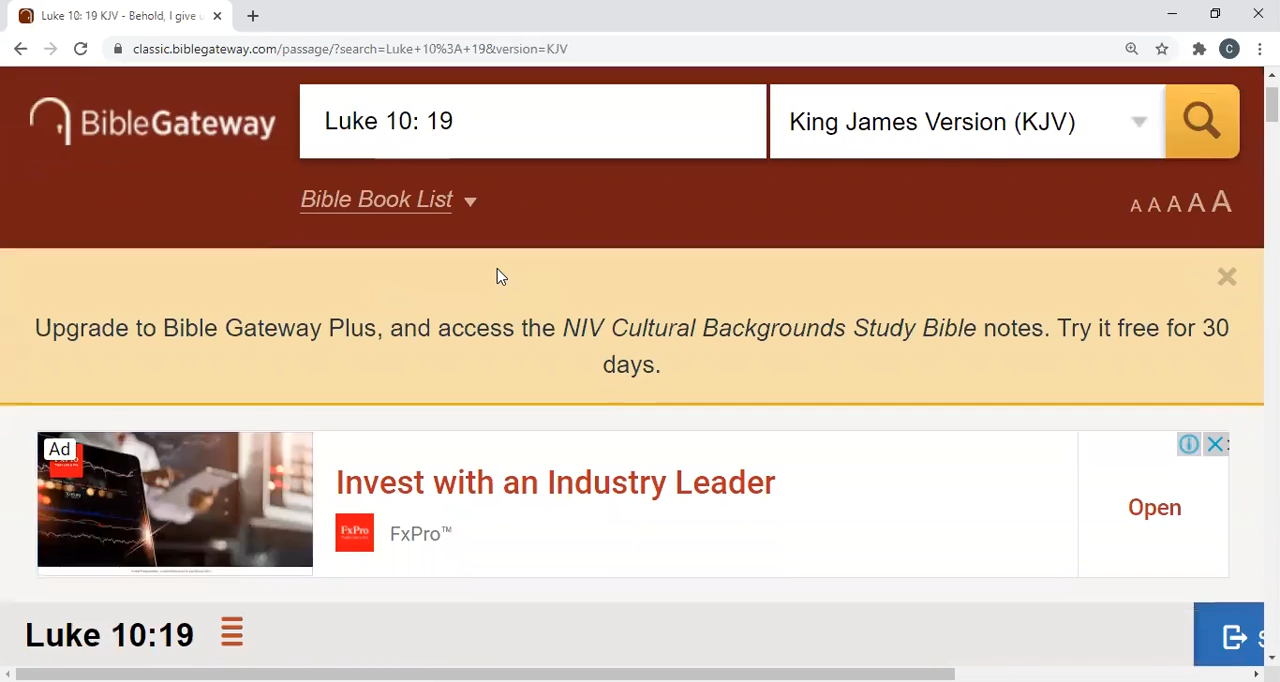 Luke 10: 19 KJV - Behold, I give u
classic.biblegateway.com/passage/?search=Luke+10%3A+19&version=KJV
C
BibleGateway
Luke 10: 19
King James Version (KJV)
Bible Book List
A A A A A
Upgrade to Bible Gateway Plus, and access the NIV Cultural Backgrounds Study Bible notes. Try it free for 30
days.
Ad
Invest with an Industry Leader
FxPro
FxPro™
Open
Luke 10:19
S